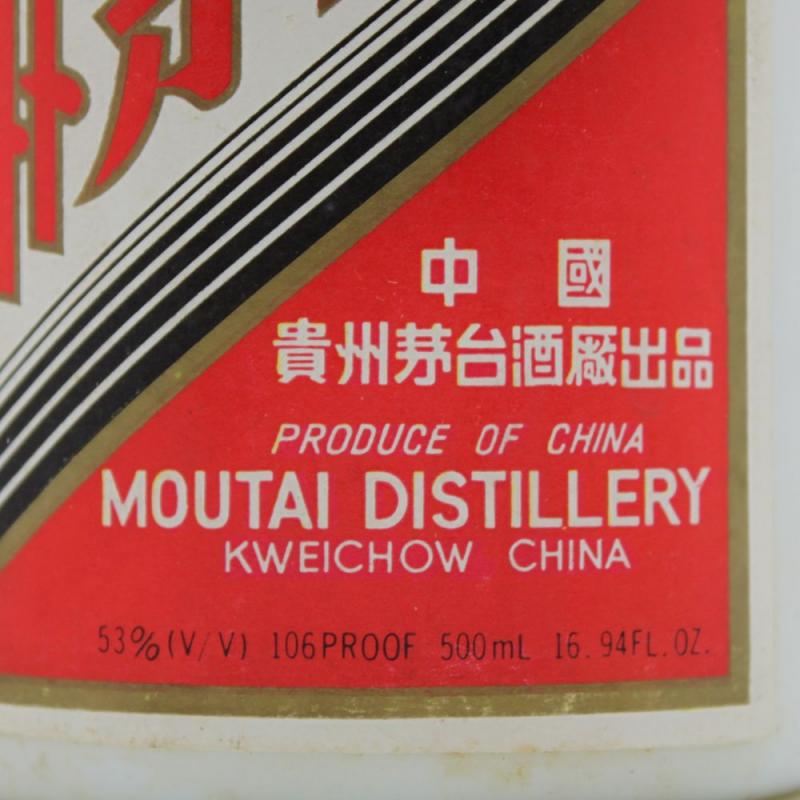 茅
中國
貴州茅台酒廠出品
PRODUCE OF CHINA
MOUTAI DISTILLERY
KWEICHOW CHINA
53%(V/V) 106PROOF 500mL 16.94FL.OZ.